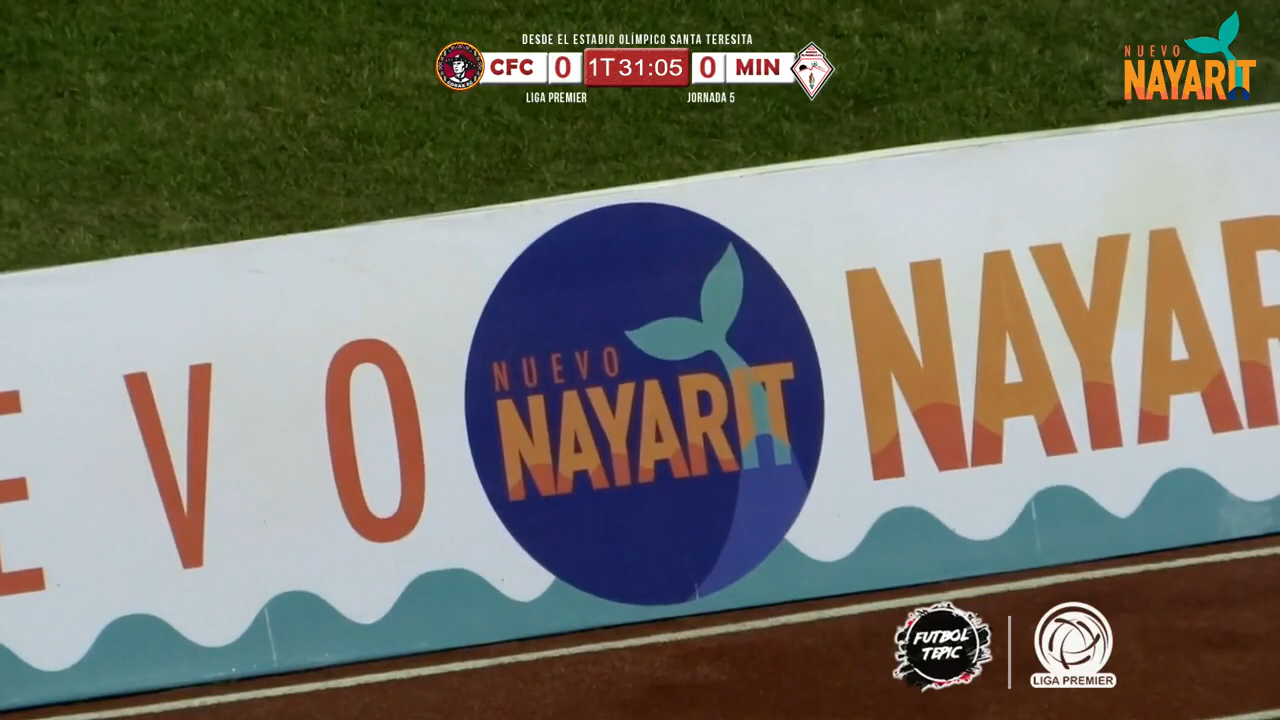 DESDE EL ESTADIO OLÍMPICO SANTA TERESITA
CFC 0 1T 31:05 0 MIN
LIGA PREMIER JORNADA 5
NUEVO
NAYARIT
EVO
NUEVO
NAYARIT
NAYAR
FUTBOL
TEPIC
LIGA PREMIER